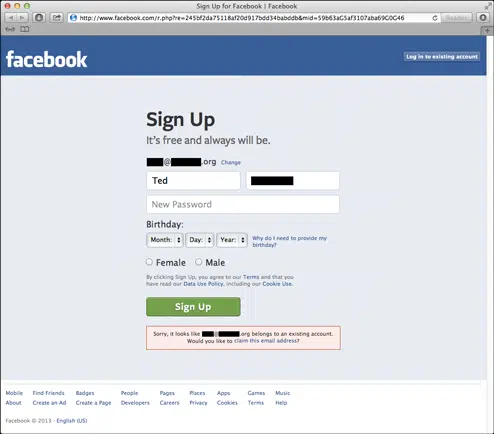 Sign Up for Facebook | Facebook
http://www.facebook.com/r.php?re=245bf2da75118af20d917bdd34babddb&mid=59b63aG5af3107aba69G0G46
Reader
facebook
Log in to existing account
Sign Up
It's free and always will be.
@ .org Change
Ted
New Password
Birthday:
Month: Day: Year: Why do I need to provide my
birthday?
Female Male
By clicking Sign Up, you agree to our Terms and that you
have read our Data Use Policy, including our Cookie Use.
Sign Up
Sorry, it looks like @ .org belongs to an existing account.
Would you like to claim this email address?
Mobile Find Friends Badges People Pages Places Apps Games Music
About Create an Ad Create a Page Developers Careers Privacy Cookies Terms Help
Facebook © 2013 · English (US)